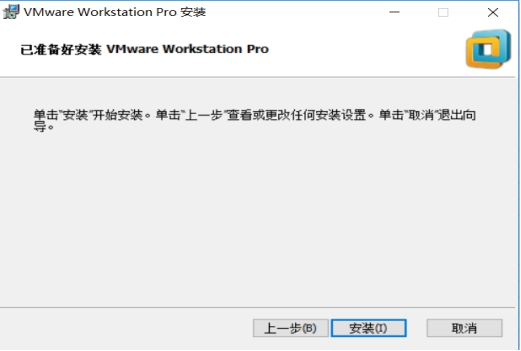 VMware Workstation Pro 安装
已准备好安装 VMware Workstation Pro
单击"安装"开始安装。单击"上一步"查看或更改任何安装设置。单击"取消"退出向
导。
上一步(B) 安装(I) 取消